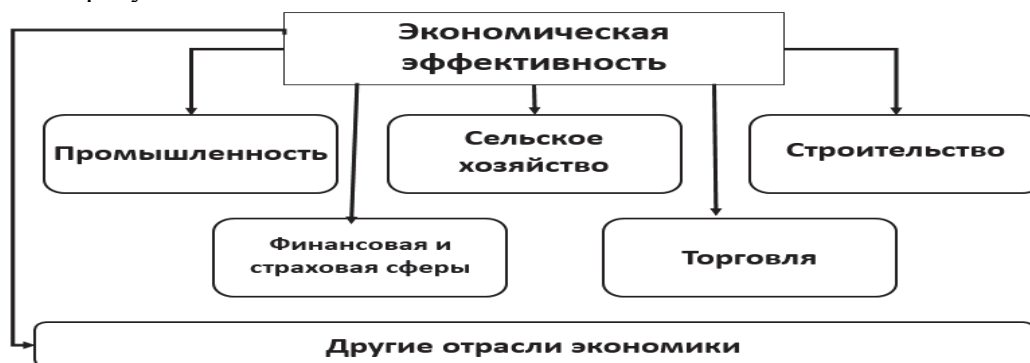 Экономическая
эффективность
Промышленность
Сельское
хозяйство
Строительство
Финансовая и
страховая сферы
Торговля
Другие отрасли экономики